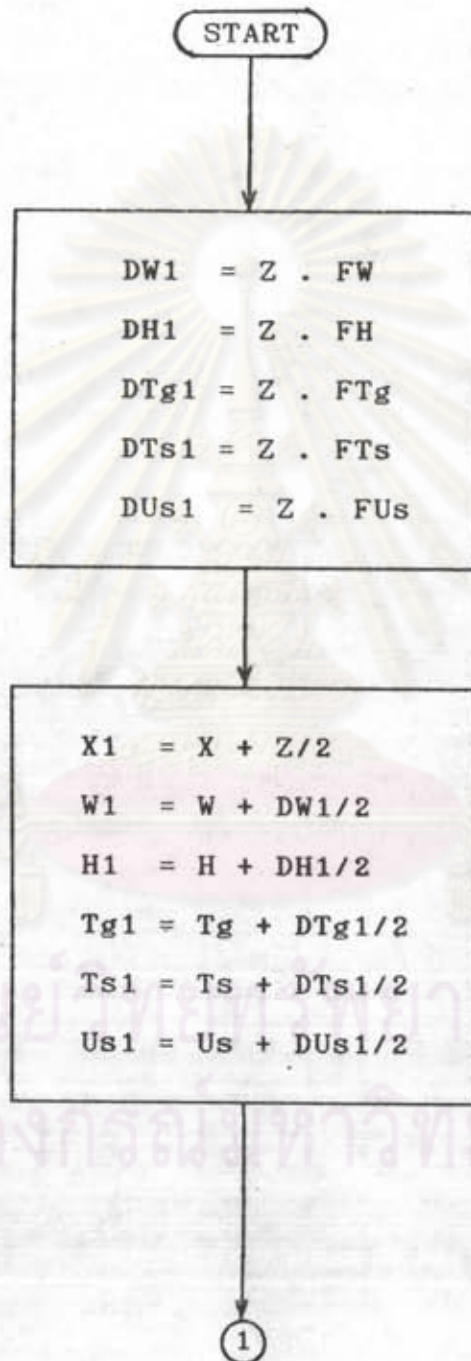 START
DW1 = Z . FW
DH1 = Z . FH
DTg1 = Z . FTg
DTs1 = Z . FTs
DUs1 = Z . FUs
X1 = X + Z/2
W1 = W + DW1/2
H1 = H + DH1/2
Tg1 = Tg + DTg1/2
Ts1 = Ts + DTs1/2
Us1 = Us + DUs1/2
1